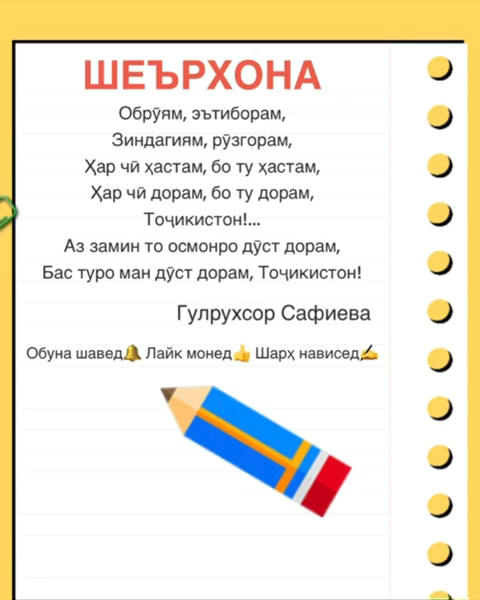 ШЕЪРХОНА
Обрӯям, эътиборам,
Зиндагиям, рӯзгорам,
Ҳар чӣ ҳастам, бо ту ҳастам,
Ҳар чӣ дорам, бо ту дорам,
Тоҷикистон!...
Аз замин то осмонро дӯст дорам,
Бас туро ман дӯст дорам, Тоҷикистон!
Гулрухсор Сафиева
Обуна шавед🔔 Лайк монед👍 Шарҳ нависед✍️